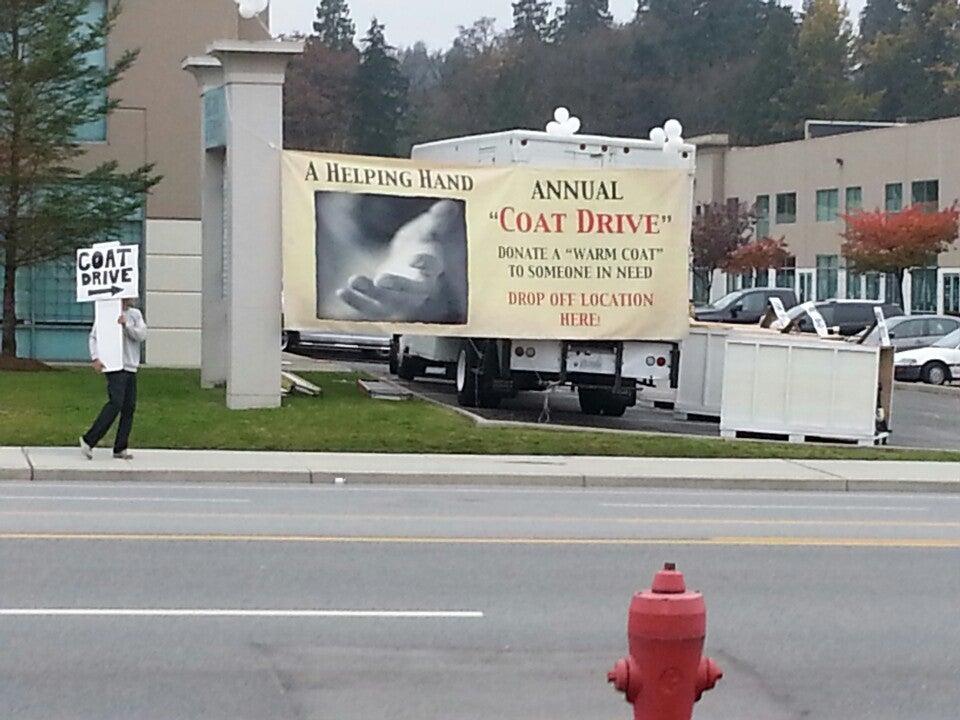 A HELPING HAND
ANNUAL
"COAT DRIVE"
DONATE A "WARM COAT"
TO SOMEONE IN NEED
DROP OFF LOCATION
HERE!
COAT
DRIVE